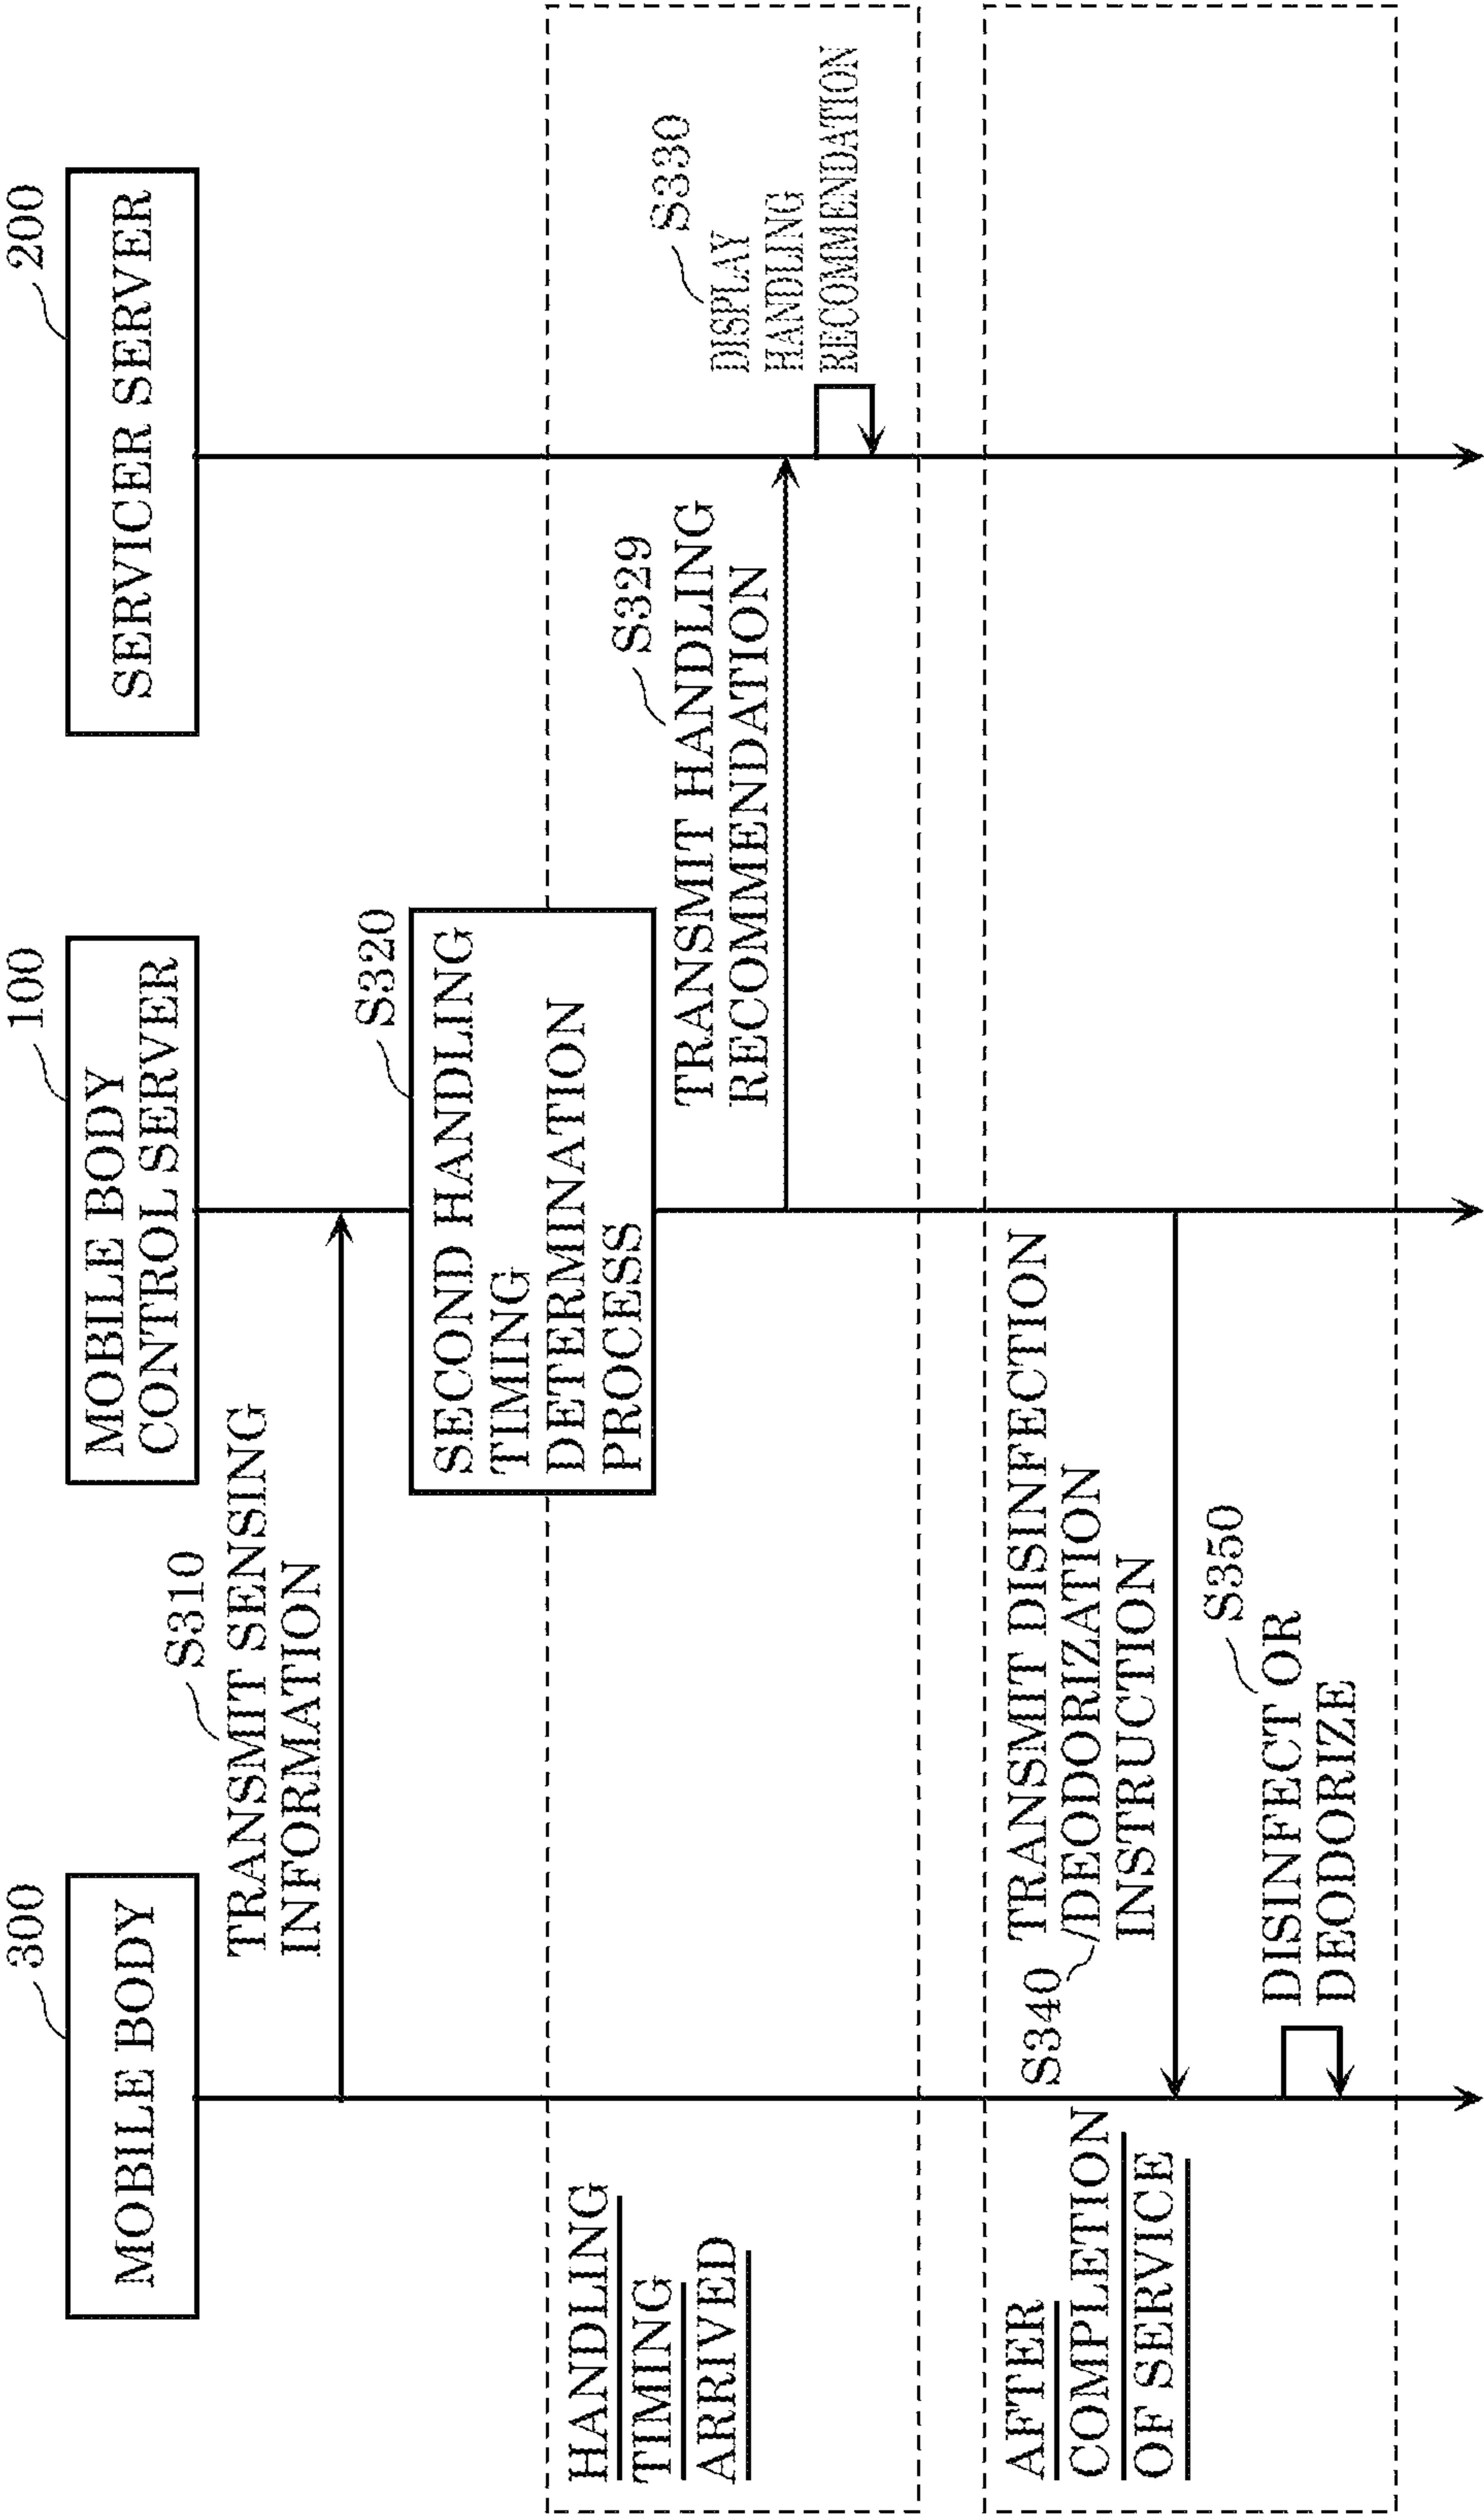 300
MOBILE BODY
100
MOBILE BODY
CONTROL SERVER
200
SERVICER SERVER
S310
TRANSMIT SENSING
INFORMATION
S320
SECOND HANDLING
TIMING
DETERMINATION
PROCESS
HANDLING
TIMING
ARRIVED
S329
TRANSMIT HANDLING
RECOMMENDATION
S330
DISPLAY
HANDLING
RECOMMENDATION
AFTER
COMPLETION
OF SERVICE
S340
TRANSMIT DISINFECTION
/DEODORIZATION
INSTRUCTION
S350
DISINFECT OR
DEODORIZE